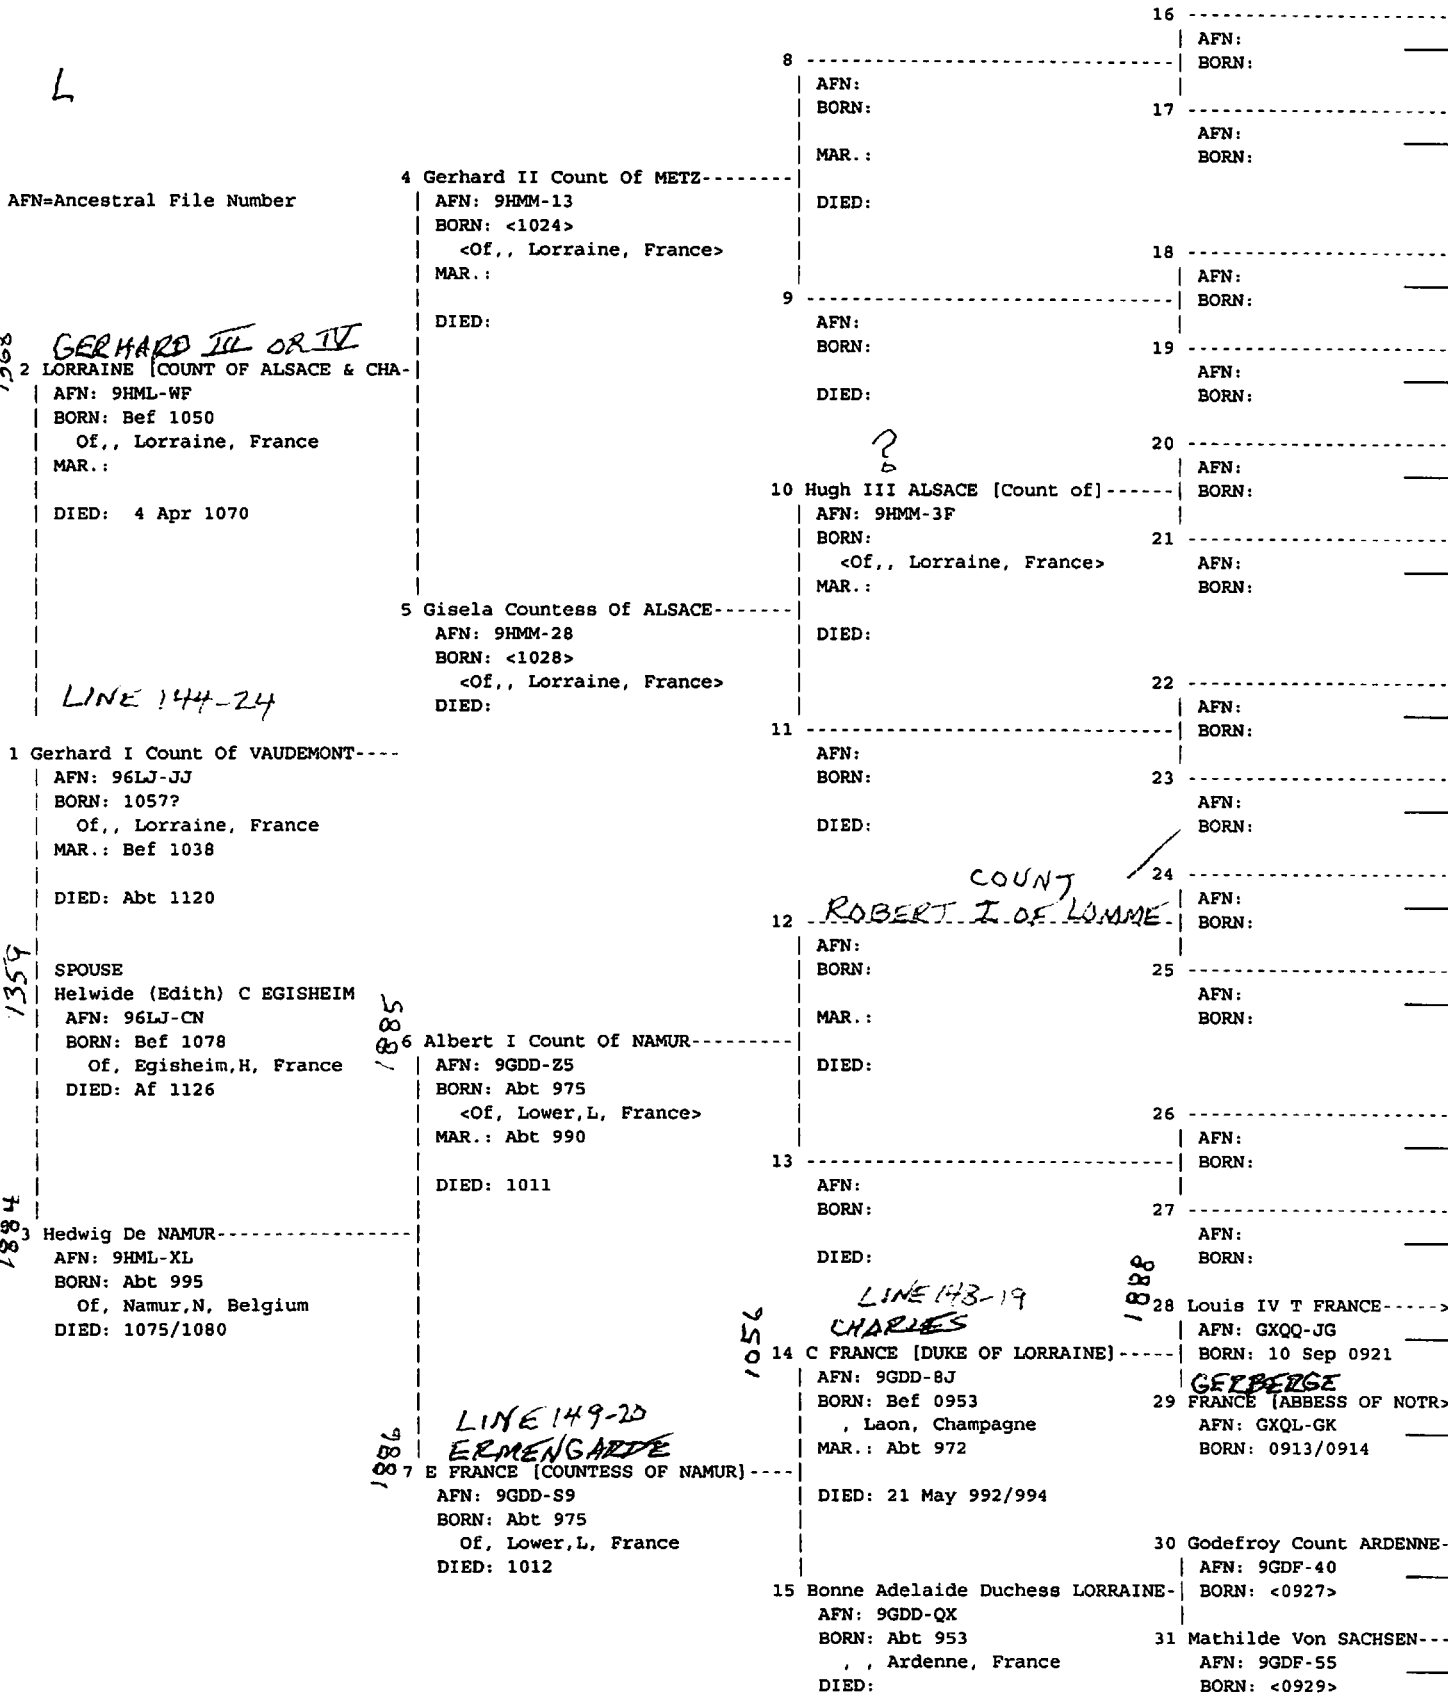 L
AFN=Ancestral File Number
1368
GERHARD III OR IV
2 LORRAINE [COUNT OF ALSACE & CHA-
AFN: 9HML-WF
BORN: Bef 1050
Of,, Lorraine, France
MAR.:
DIED: 4 Apr 1070
LINE 144-24
1 Gerhard I Count Of VAUDEMONT----
AFN: 96LJ-JJ
BORN: 1057?
Of,, Lorraine, France
MAR.: Bef 1038
DIED: Abt 1120
1359
SPOUSE
Helwide (Edith) C EGISHEIM
AFN: 96LJ-CN
BORN: Bef 1078
Of, Egisheim,H, France
DIED: Af 1126
1884
3 Hedwig De NAMUR-----------------
AFN: 9HML-XL
BORN: Abt 995
Of, Namur,N, Belgium
DIED: 1075/1080
4 Gerhard II Count Of METZ--------
AFN: 9HMM-13
BORN: <1024>
<Of,, Lorraine, France>
MAR.:
DIED:
5 Gisela Countess Of ALSACE-------
AFN: 9HMM-28
BORN: <1028>
<Of,, Lorraine, France>
DIED:
1885
6 Albert I Count Of NAMUR---------
AFN: 9GDD-Z5
BORN: Abt 975
<Of, Lower,L, France>
MAR.: Abt 990
DIED: 1011
LINE 149-20
ERMENGARDE
1886
7 E FRANCE [COUNTESS OF NAMUR]----
AFN: 9GDD-S9
BORN: Abt 975
Of, Lower,L, France
DIED: 1012
8 -------------------------------
AFN:
BORN:
MAR.:
DIED:
9 -------------------------------
AFN:
BORN:
DIED:
?
10 Hugh III ALSACE [Count of]------
AFN: 9HMM-3F
BORN:
<Of,, Lorraine, France>
MAR.:
DIED:
11 -------------------------------
AFN:
BORN:
DIED:
COUNT
12 ROBERT I OF LOMME
AFN:
BORN:
MAR.:
DIED:
13 -------------------------------
AFN:
BORN:
DIED:
LINE 148-19
CHARLES
1056
14 C FRANCE [DUKE OF LORRAINE]-----
AFN: 9GDD-8J
BORN: Bef 0953
, Laon, Champagne
MAR.: Abt 972
DIED: 21 May 992/994
15 Bonne Adelaide Duchess LORRAINE-
AFN: 9GDD-QX
BORN: Abt 953
, , Ardenne, France
DIED:
16 ----------------------
AFN:
BORN:
17 ----------------------
AFN:
BORN:
18 ----------------------
AFN:
BORN:
19 ----------------------
AFN:
BORN:
20 ----------------------
AFN:
BORN:
21 ----------------------
AFN:
BORN:
22 ----------------------
AFN:
BORN:
23 ----------------------
AFN:
BORN:
24 ----------------------
AFN:
BORN:
25 ----------------------
AFN:
BORN:
26 ----------------------
AFN:
BORN:
27 ----------------------
AFN:
BORN:
1888
28 Louis IV T FRANCE----->
AFN: GXQQ-JG
BORN: 10 Sep 0921
GERBERGE
29 FRANCE [ABBESS OF NOTR>
AFN: GXQL-GK
BORN: 0913/0914
30 Godefroy Count ARDENNE-
AFN: 9GDF-40
BORN: <0927>
31 Mathilde Von SACHSEN---
AFN: 9GDF-55
BORN: <0929>